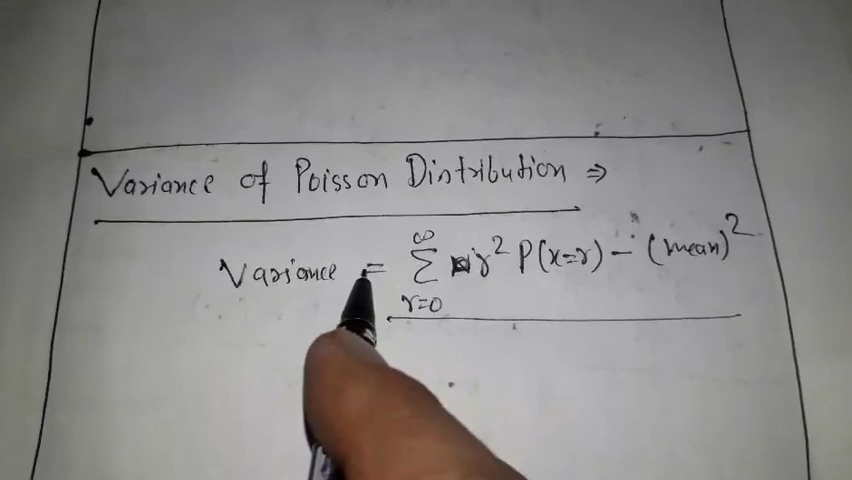 Variance of Poisson Distribution ⇒
Variance = ∞ Σ r=0 r² P(x=r) - (mean)²